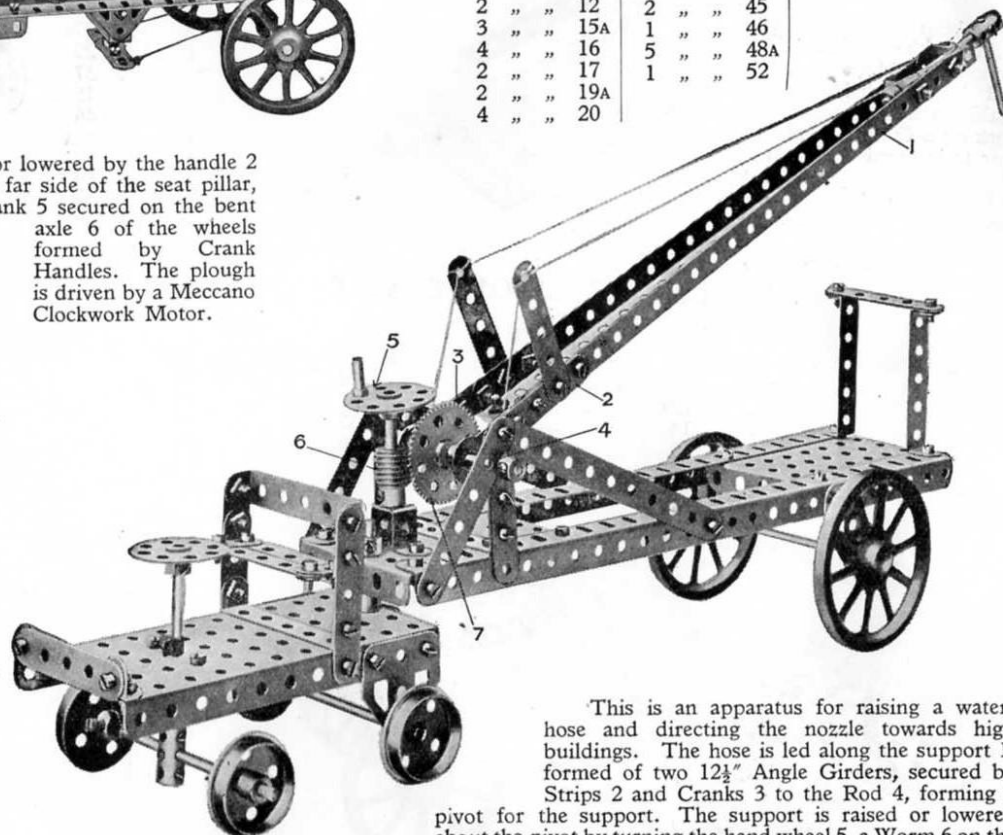 2 „ „ 12
3 „ „ 15A
4 „ „ 16
2 „ „ 17
2 „ „ 19A
4 „ „ 20
2 „ „ 45
1 „ „ 46
5 „ „ 48A
1 „ „ 52
or lowered by the handle 2
far side of the seat pillar,
nk 5 secured on the bent
axle 6 of the wheels
formed by Crank
Handles. The plough
is driven by a Meccano
Clockwork Motor.
1
5
3
2
4
6
7
This is an apparatus for raising a water
hose and directing the nozzle towards hig
buildings. The hose is led along the support
formed of two 12½″ Angle Girders, secured b
Strips 2 and Cranks 3 to the Rod 4, forming
pivot for the support. The support is raised or lowere
about the pivot by turning the hand wheel 5, a Worm 6 on th